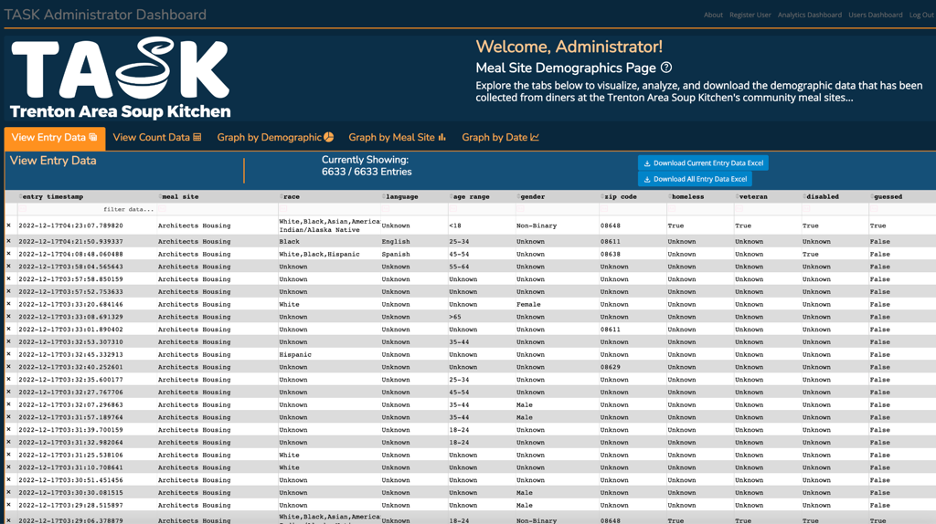 TASK Administrator Dashboard
About Register User Analytics Dashboard Users Dashboard Log Out
TASK
Trenton Area Soup Kitchen
Welcome, Administrator!
Meal Site Demographics Page ?
Explore the tabs below to visualize, analyze, and download the demographic data that has been
collected from diners at the Trenton Area Soup Kitchen's community meal sites...
View Entry Data View Count Data Graph by Demographic Graph by Meal Site Graph by Date
View Entry Data
Currently Showing:
6633 / 6633 Entries
Download Current Entry Data Excel
Download All Entry Data Excel
entry timestamp meal site race language age range gender zip code homeless veteran disabled guessed
filter data...
× 2022-12-17T04:23:07.789820 Architects Housing White,Black,Asian,America Unknown <18 Non-Binary 08648 True True True True
Indian/Alaska Native
× 2022-12-17T04:21:50.939337 Architects Housing Black English 25-34 Unknown 08611 Unknown Unknown Unknown False
× 2022-12-17T04:08:48.060488 Architects Housing White,Black,Hispanic Spanish 45-54 Unknown 08638 Unknown Unknown True False
× 2022-12-17T03:58:04.565643 Architects Housing Unknown Unknown 55-64 Unknown Unknown Unknown Unknown Unknown False
× 2022-12-17T03:57:58.850159 Architects Housing Unknown Unknown Unknown Unknown Unknown Unknown Unknown Unknown False
× 2022-12-17T03:57:52.753633 Architects Housing Unknown Unknown Unknown Unknown Unknown Unknown Unknown Unknown False
× 2022-12-17T03:33:20.684146 Architects Housing White Unknown Unknown Female Unknown Unknown Unknown Unknown False
× 2022-12-17T03:33:08.691329 Architects Housing Unknown Unknown >65 Unknown Unknown Unknown Unknown Unknown False
× 2022-12-17T03:33:01.890402 Architects Housing Unknown Unknown Unknown Unknown 08611 Unknown Unknown Unknown False
× 2022-12-17T03:32:53.307310 Architects Housing Unknown Unknown 35-44 Unknown Unknown Unknown Unknown Unknown False
× 2022-12-17T03:32:45.332913 Architects Housing Hispanic Unknown Unknown Unknown Unknown Unknown Unknown Unknown False
× 2022-12-17T03:32:40.252601 Architects Housing Unknown Unknown Unknown Unknown 08629 Unknown Unknown Unknown False
× 2022-12-17T03:32:35.600177 Architects Housing Unknown Unknown 25-34 Unknown Unknown Unknown Unknown Unknown False
× 2022-12-17T03:32:27.767706 Architects Housing Unknown Unknown 45-54 Unknown Unknown Unknown Unknown Unknown False
× 2022-12-17T03:32:07.296863 Architects Housing Unknown Unknown 35-44 Male Unknown Unknown Unknown Unknown False
× 2022-12-17T03:31:57.189764 Architects Housing Unknown Unknown 35-44 Male Unknown Unknown Unknown Unknown False
× 2022-12-17T03:31:39.700159 Architects Housing Unknown Unknown 18-24 Unknown Unknown Unknown Unknown Unknown False
× 2022-12-17T03:31:32.982064 Architects Housing Unknown Unknown 18-24 Unknown Unknown Unknown Unknown Unknown False
× 2022-12-17T03:31:25.538106 Architects Housing White Unknown Unknown Unknown Unknown Unknown Unknown Unknown False
× 2022-12-17T03:31:10.708641 Architects Housing White Unknown Unknown Unknown Unknown Unknown Unknown Unknown False
× 2022-12-17T03:30:51.451456 Architects Housing Unknown Unknown Unknown Unknown Unknown Unknown Unknown Unknown False
× 2022-12-17T03:30:30.081515 Architects Housing Unknown Unknown Unknown Male Unknown Unknown Unknown Unknown False
× 2022-12-17T03:29:28.515897 Architects Housing Unknown Unknown Unknown Male Unknown Unknown Unknown Unknown False
× 2022-12-17T03:29:06.378879 Architects Housing White,Black,Asian,America Unknown 18-24 Non-Binary 08648 True True True True